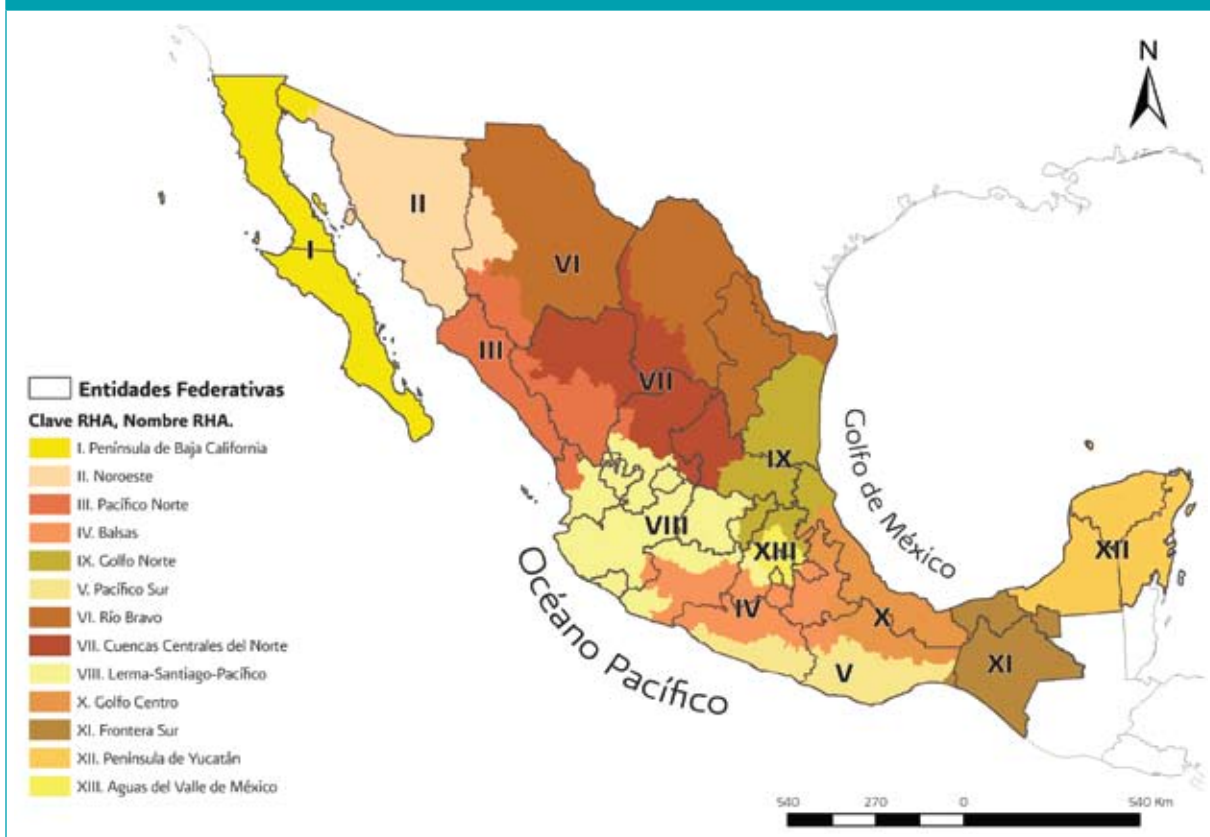 N
I
II
VI
III
VII
IX
VIII
XIII
IV
X
V
XI
XII
Golfo de México
Océano Pacífico
Entidades Federativas
Clave RHA, Nombre RHA.
I. Península de Baja California
II. Noroeste
III. Pacífico Norte
IV. Balsas
IX. Golfo Norte
V. Pacífico Sur
VI. Río Bravo
VII. Cuencas Centrales del Norte
VIII. Lerma-Santiago-Pacífico
X. Golfo Centro
XI. Frontera Sur
XII. Península de Yucatán
XIII. Aguas del Valle de México
540 270 0 540 Km